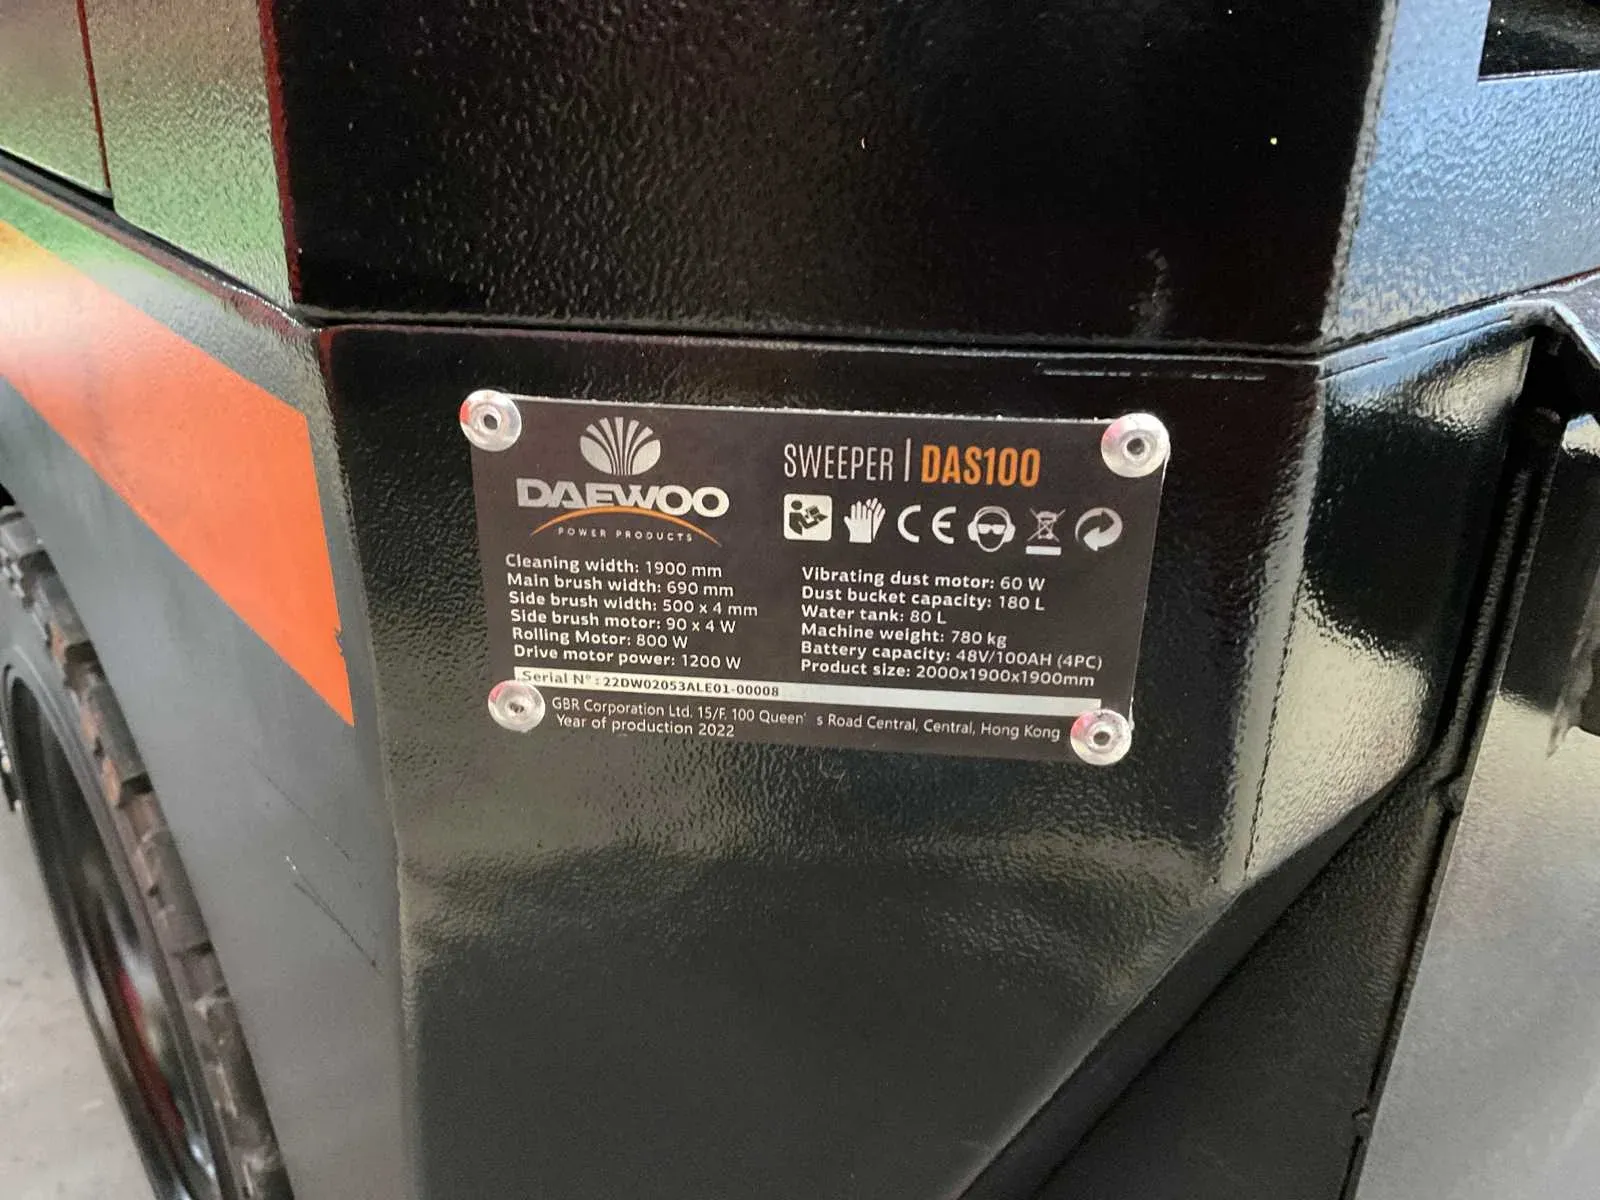 DAEWOO
POWER PRODUCTS
SWEEPER | DAS100
CE
Cleaning width: 1900 mm
Main brush width: 690 mm
Side brush width: 500 x 4 mm
Side brush motor: 90 x 4 W
Rolling Motor: 800 W
Drive motor power: 1200 W
Vibrating dust motor: 60 W
Dust bucket capacity: 180 L
Water tank: 80 L
Machine weight: 780 kg
Battery capacity: 48V/100AH (4PC)
Product size: 2000x1900x1900mm
Serial N° : 22DW02053ALE01-00008
GBR Corporation Ltd. 15/F. 100 Queen' s Road Central, Central, Hong Kong
Year of production 2022